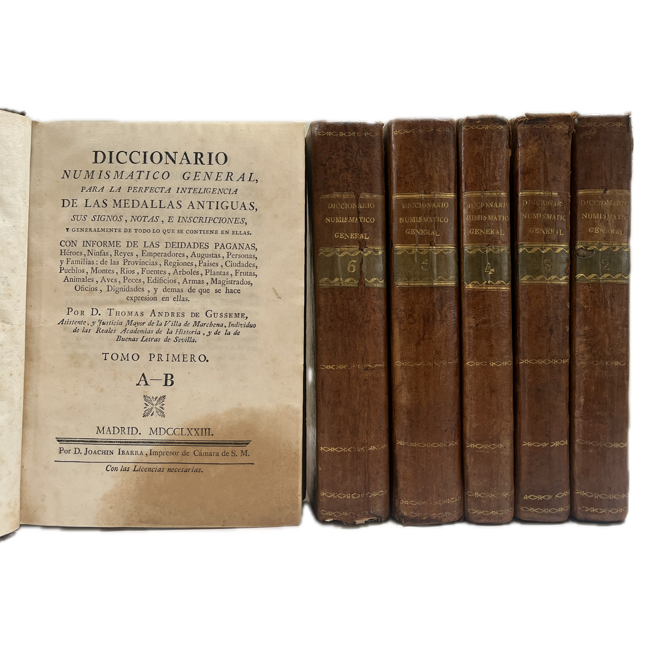 DICCIONARIO
NUMISMATICO GENERAL,
PARA LA PERFECTA INTELIGENCIA
DE LAS MEDALLAS ANTIGUAS,
SUS SIGNOS, NOTAS, E INSCRIPCIONES,
Y GENERALMENTE DE TODO LO QUE SE CONTIENE EN ELLAS.
CON INFORME DE LAS DEIDADES PAGANAS,
Héroes, Ninfas, Reyes, Emperadores, Augustas, Personas,
y Familias: de las Provincias, Regiones, Países, Ciudades,
Pueblos, Montes, Rios, Fuentes, Arboles, Plantas, Frutas,
Animales, Aves, Peces, Edificios, Armas, Magistrados,
Oficios, Dignidades, y demas de que se hace
expresion en ellas.
POR D. THOMAS ANDRES DE GUSSEME,
Asistente, y Justicia Mayor de la Villa de Marchena, Individuo
de las Reales Academias de la Historia, y de la de
Buenas Letras de Sevilla.
TOMO PRIMERO.
A—B
MADRID. MDCCLXXIII.
Por D. JOACHIN IBARRA, Impresor de Cámara de S. M.
Con las Licencias necesarias.
DICCIONARIO
NUMISMATICO
GENERAL
6
DICCIONARIO
NUMISMATICO
GENERAL
5
DICCIONARIO
NUMISMATICO
GENERAL
4
NUMISMATIC
GENERAL
NUMISMATICO
GENERAL